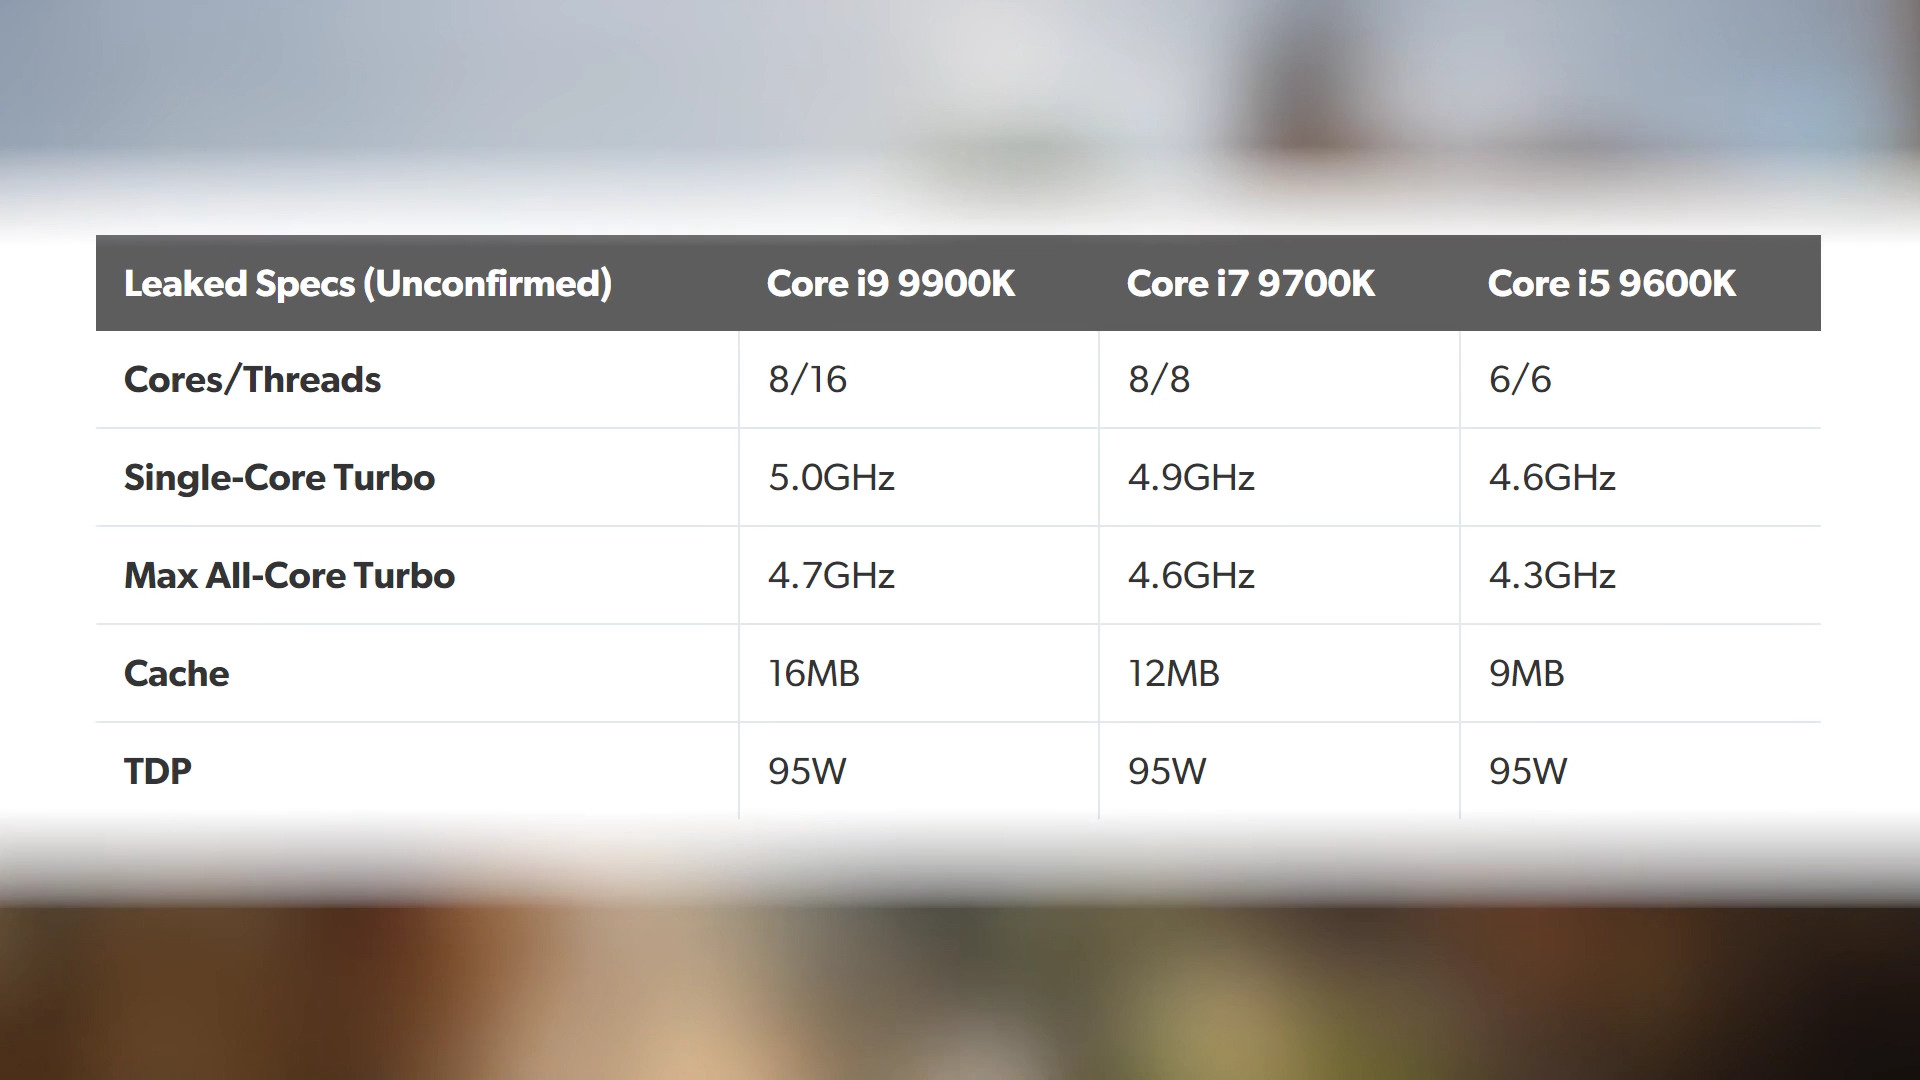 Leaked Specs (Unconfirmed) Core i9 9900K Core i7 9700K Core i5 9600K
Cores/Threads 8/16 8/8 6/6
Single-Core Turbo 5.0GHz 4.9GHz 4.6GHz
Max All-Core Turbo 4.7GHz 4.6GHz 4.3GHz
Cache 16MB 12MB 9MB
TDP 95W 95W 95W